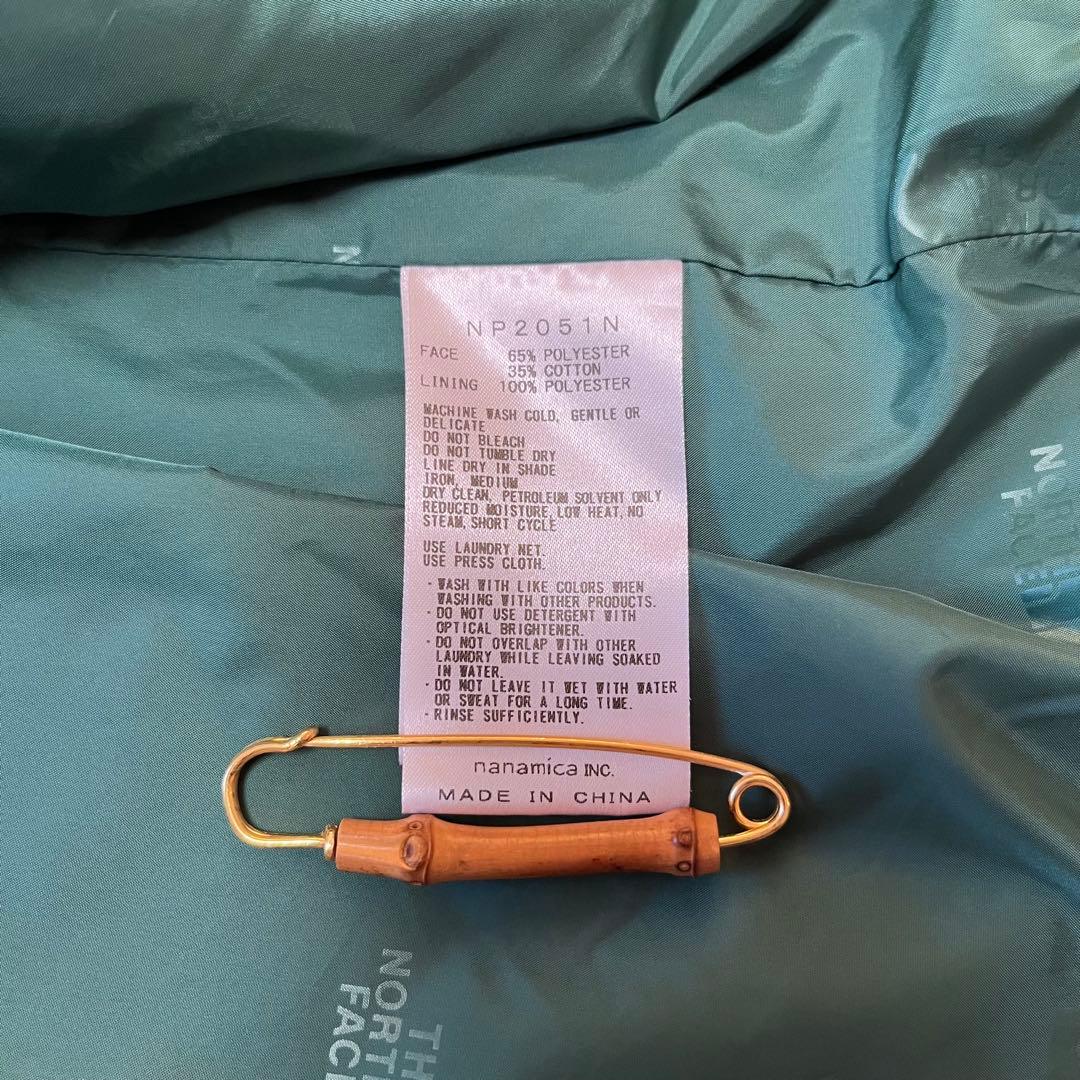 N
NP2051N
FACE 65% POLYESTER
35% COTTON
LINING 100% POLYESTER
MACHINE WASH COLD, GENTLE OR
DELICATE
DO NOT BLEACH
DO NOT TUMBLE DRY
LINE DRY IN SHADE
IRON, MEDIUM
DRY CLEAN, PETROLEUM SOLVENT ONLY
REDUCED MOISTURE, LOW HEAT, NO
STEAM, SHORT CYCLE
USE LAUNDRY NET.
USE PRESS CLOTH.
· WASH WITH LIKE COLORS WHEN
WASHING WITH OTHER PRODUCTS.
· DO NOT USE DETERGENT WITH
OPTICAL BRIGHTENER.
· DO NOT OVERLAP WITH OTHER
LAUNDRY WHILE LEAVING SOAKED
IN WATER.
· DO NOT LEAVE IT WET WITH WATER
OR SWEAT FOR A LONG TIME.
· RINSE SUFFICIENTLY.
nanamica INC.
MADE IN CHINA
NORTH
FACE
TH
NORT
FACE